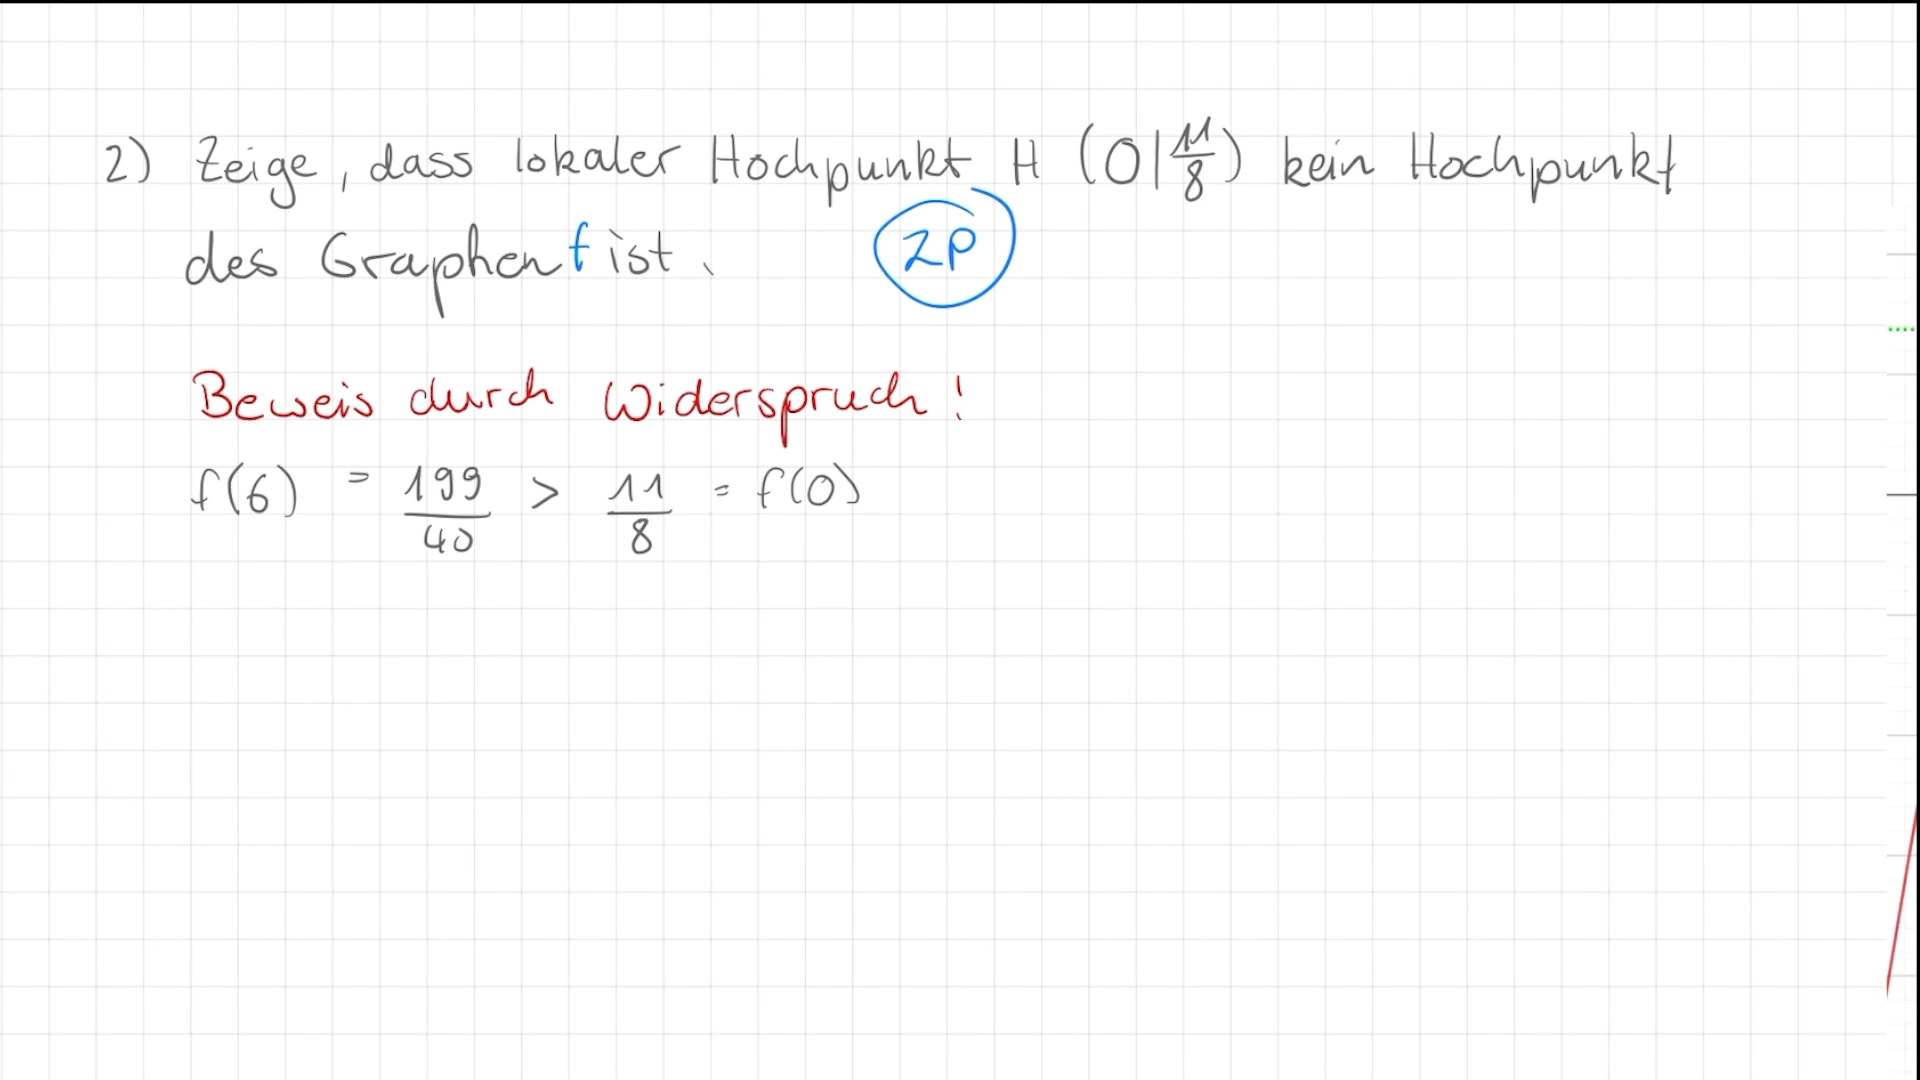 2) Zeige, dass lokaler Hochpunkt H (0|11/8) kein Hochpunkt
des Graphen f ist.
2P
Beweis durch Widerspruch!
f(6) = 199/40 > 11/8 = f(0)